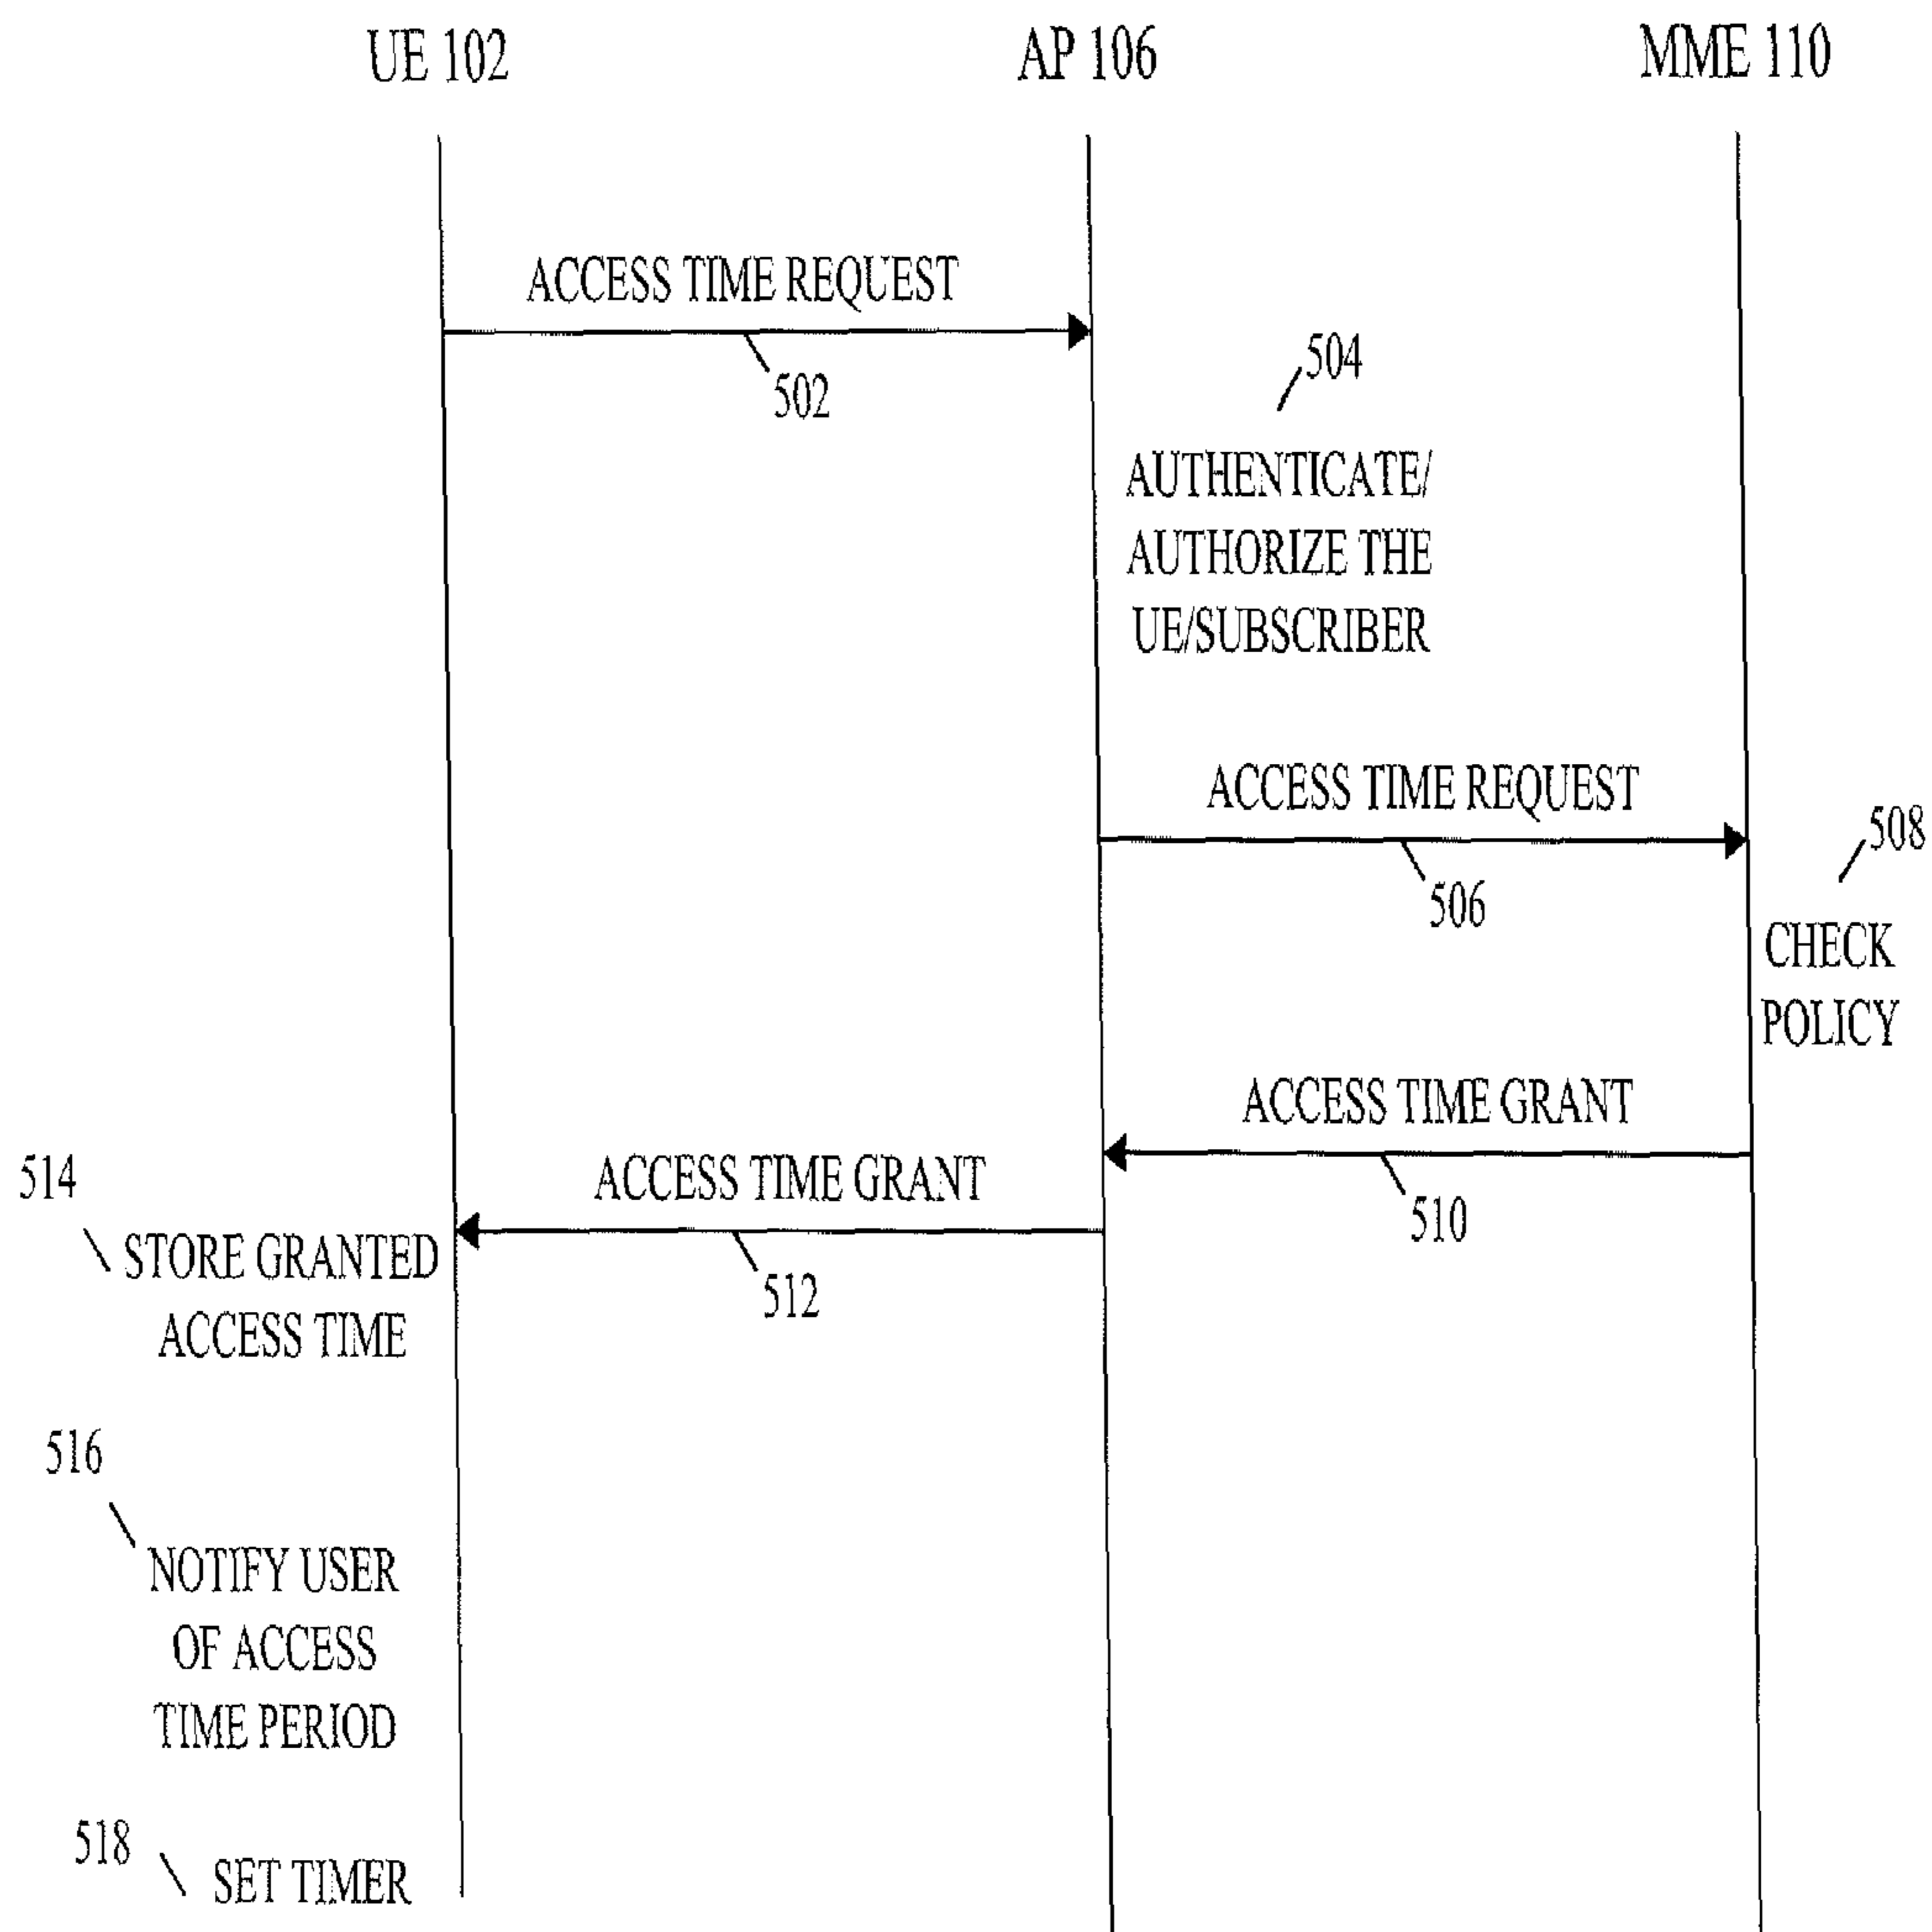 UE 102
AP 106
MME 110
ACCESS TIME REQUEST
502
504
AUTHENTICATE/
AUTHORIZE THE
UE/SUBSCRIBER
ACCESS TIME REQUEST
506
508
CHECK
POLICY
ACCESS TIME GRANT
510
ACCESS TIME GRANT
512
514
STORE GRANTED
ACCESS TIME
516
NOTIFY USER
OF ACCESS
TIME PERIOD
518
SET TIMER